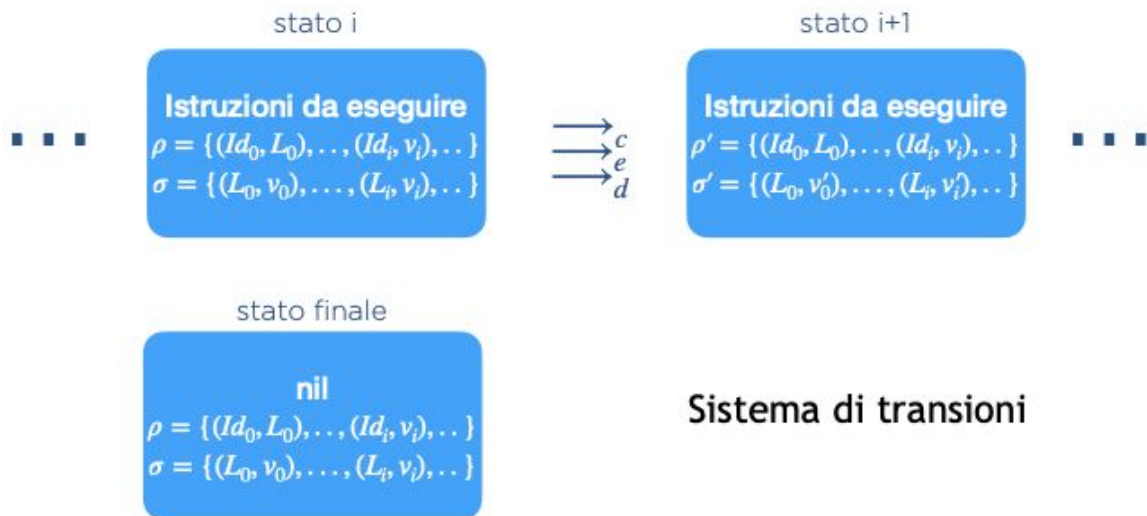 stato i
Istruzioni da eseguire
ρ = {(Id₀, L₀), . . , (Idᵢ, vᵢ), . . }
σ = {(L₀, v₀), . . . , (Lᵢ, vᵢ), . . }
→c
→e
→d
stato i+1
Istruzioni da eseguire
ρ′ = {(Id₀, L₀), . . , (Idᵢ, vᵢ), . . }
σ′ = {(L₀, v′₀), . . . , (Lᵢ, v′ᵢ), . . }
stato finale
nil
ρ = {(Id₀, L₀), . . , (Idᵢ, vᵢ), . . }
σ = {(L₀, v₀), . . . , (Lᵢ, vᵢ), . . }
Sistema di transioni